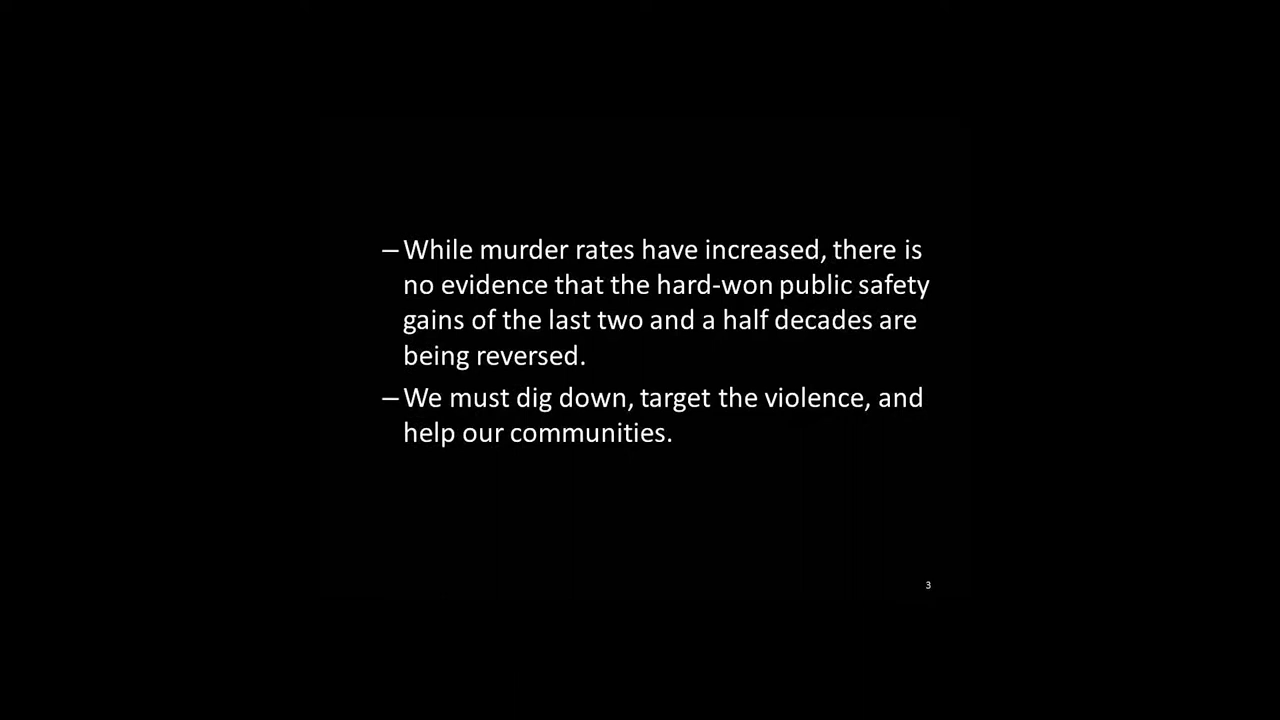 –While murder rates have increased, there is
no evidence that the hard-won public safety
gains of the last two and a half decades are
being reversed.
–We must dig down, target the violence, and
help our communities.
3